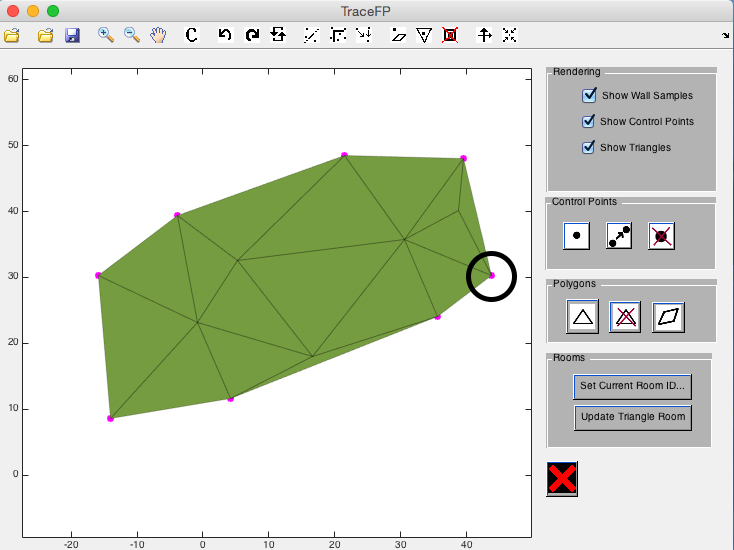 TraceFP
C
Rendering
Show Wall Samples
Show Control Points
Show Triangles
Control Points
Polygons
Rooms
Set Current Room ID...
Update Triangle Room
60
50
40
30
20
10
0
-20 -10 0 10 20 30 40